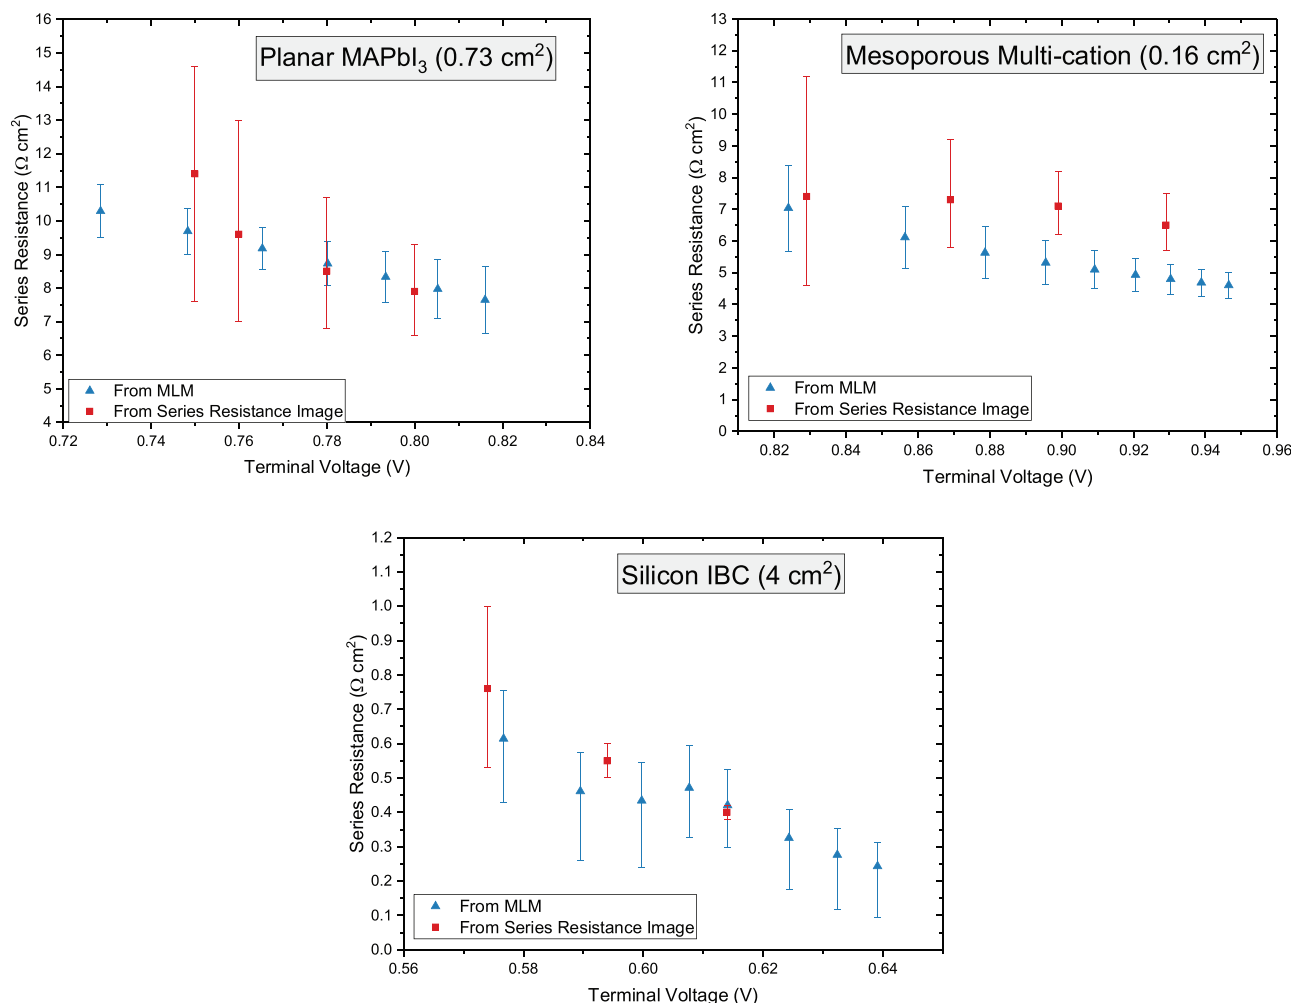 Planar MAPbI3 (0.73 cm2)
Series Resistance (Ω cm2)
16
15
14
13
12
11
10
9
8
7
6
5
4
From MLM
From Series Resistance Image
0.72 0.74 0.76 0.78 0.80 0.82 0.84
Terminal Voltage (V)
Mesoporous Multi-cation (0.16 cm2)
Series Resistance (Ω cm2)
13
12
11
10
9
8
7
6
5
4
3
2
1
0
From MLM
From Series Resistance Image
0.82 0.84 0.86 0.88 0.90 0.92 0.94 0.96
Terminal Voltage (V)
Silicon IBC (4 cm2)
Series Resistance (Ω cm2)
1.2
1.1
1.0
0.9
0.8
0.7
0.6
0.5
0.4
0.3
0.2
0.1
0.0
From MLM
From Series Resistance Image
0.56 0.58 0.60 0.62 0.64
Terminal Voltage (V)